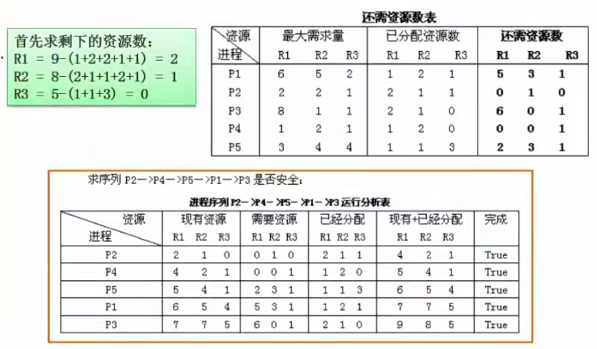 首先求剩下的资源数:
R1 = 9-(1+2+2+1+1) = 2
R2 = 8-(2+1+1+2+1) = 1
R3 = 5-(1+1+3) = 0
还需资源数表
资源 最大需求量 已分配资源数 还需资源数
进程 R1 R2 R3 R1 R2 R3 R1 R2 R3
P1 6 5 2 1 2 1 5 3 1
P2 2 2 1 2 1 1 0 1 0
P3 8 1 1 2 1 0 6 0 1
P4 1 2 1 1 2 0 0 0 1
P5 3 4 4 1 1 3 2 3 1
求序列 P2->P4->P5->P1->P3 是否安全:
进程序列 P2->P4->P5->P1->P3 运行分析表
资源 现有资源 需要资源 已经分配 现有+已经分配 完成
进程 R1 R2 R3 R1 R2 R3 R1 R2 R3 R1 R2 R3
P2 2 1 0 0 1 0 2 1 1 4 2 1 True
P4 4 2 1 0 0 1 1 2 0 5 4 1 True
P5 5 4 1 2 3 1 1 1 3 6 5 4 True
P1 6 5 4 5 3 1 1 2 1 7 7 5 True
P3 7 7 5 6 0 1 2 1 0 9 8 5 True